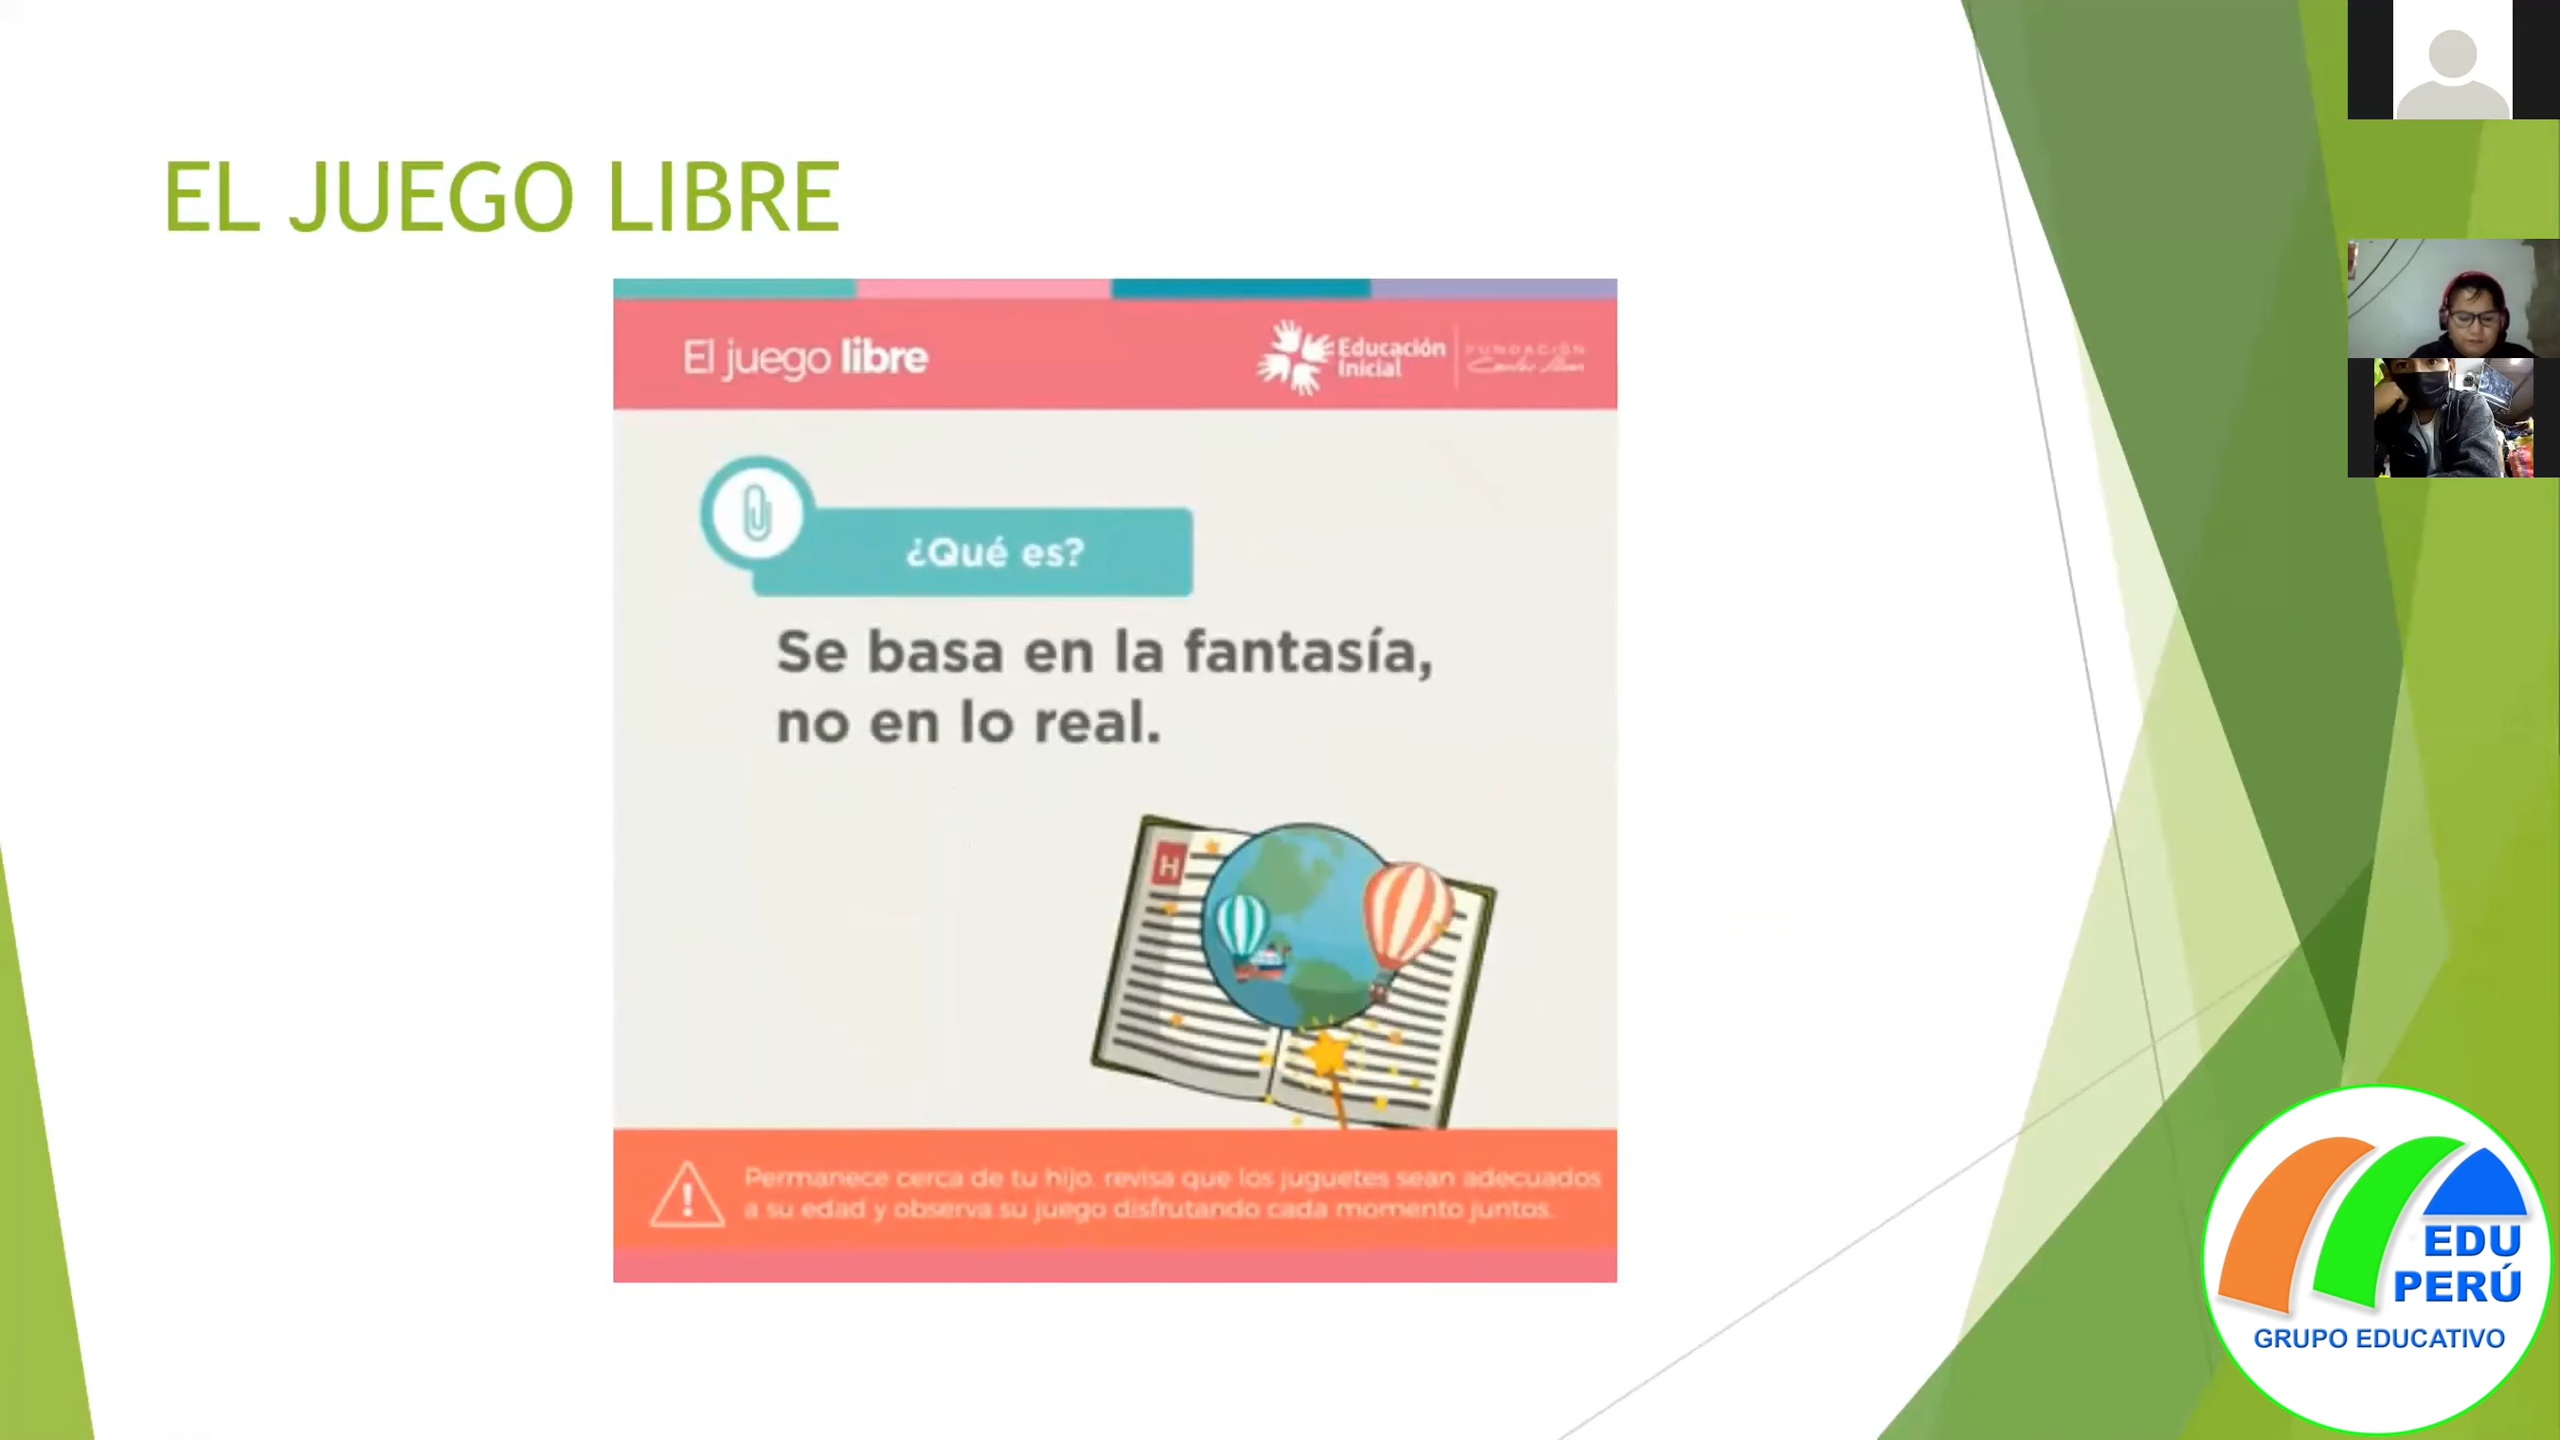 EL JUEGO LIBRE
El juego libre
Educación
Inicial
FUNDACIÓN
¿Qué es?
Se basa en la fantasía,
no en lo real.
H
Permanece cerca de tu hijo, revisa que los juguetes sean adecuados
a su edad y observa su juego disfrutando cada momento juntos.
EDU
PERÚ
GRUPO EDUCATIVO